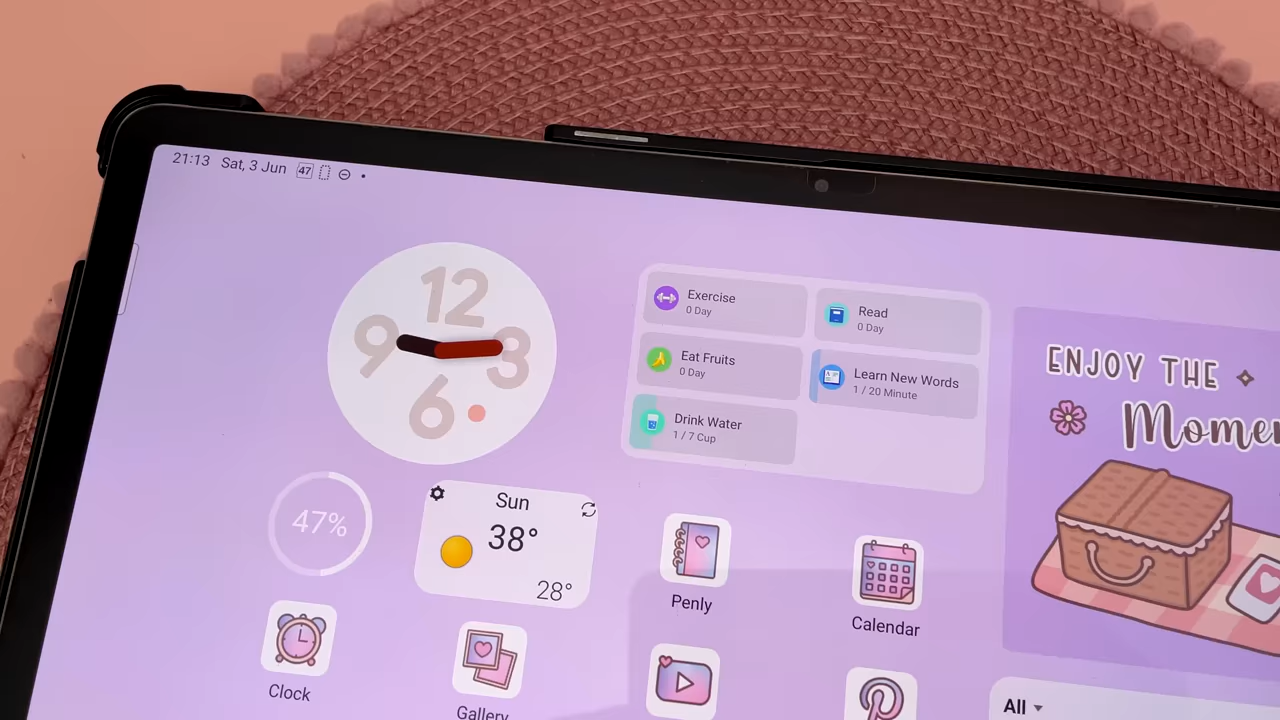 21:13 Sat, 3 Jun 47
12
9 3
6
Exercise
0 Day
Read
0 Day
Eat Fruits
0 Day
Learn New Words
1 / 20 Minute
Drink Water
1 / 7 Cup
ENJOY THE
47%
Sun
38°
28°
Penly
Calendar
Clock
Gallery
All